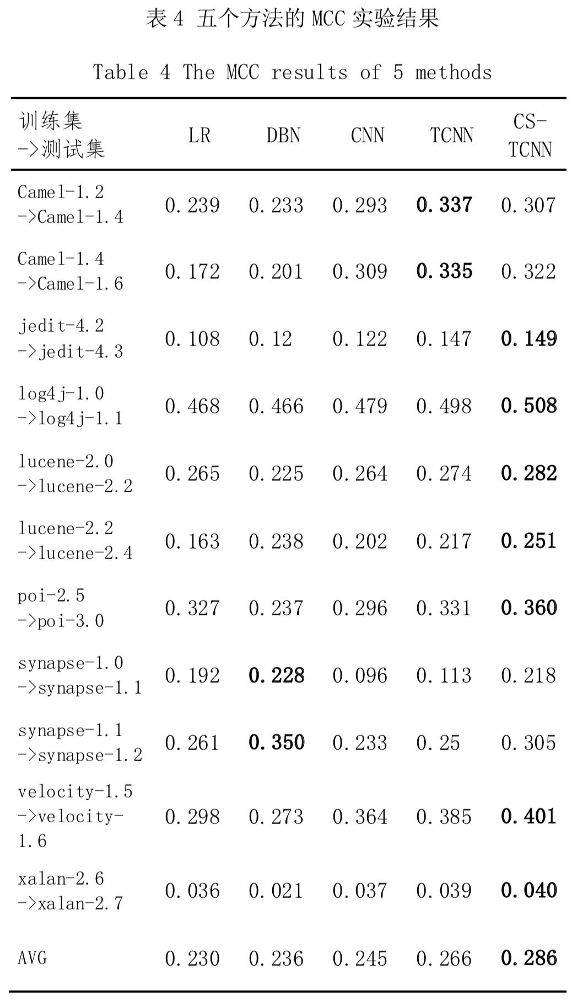 表4 五个方法的MCC实验结果
Table 4 The MCC results of 5 methods
训练集
->测试集 LR DBN CNN TCNN CS-
TCNN
Camel-1.2
->Camel-1.4 0.239 0.233 0.293 0.337 0.307
Camel-1.4
->Camel-1.6 0.172 0.201 0.309 0.335 0.322
jedit-4.2
->jedit-4.3 0.108 0.12 0.122 0.147 0.149
log4j-1.0
->log4j-1.1 0.468 0.466 0.479 0.498 0.508
lucene-2.0
->lucene-2.2 0.265 0.225 0.264 0.274 0.282
lucene-2.2
->lucene-2.4 0.163 0.238 0.202 0.217 0.251
poi-2.5
->poi-3.0 0.327 0.237 0.296 0.331 0.360
synapse-1.0
->synapse-1.1 0.192 0.228 0.096 0.113 0.218
synapse-1.1
->synapse-1.2 0.261 0.350 0.233 0.25 0.305
velocity-1.5
->velocity- 0.298 0.273 0.364 0.385 0.401
1.6
xalan-2.6
->xalan-2.7 0.036 0.021 0.037 0.039 0.040
AVG 0.230 0.236 0.245 0.266 0.286